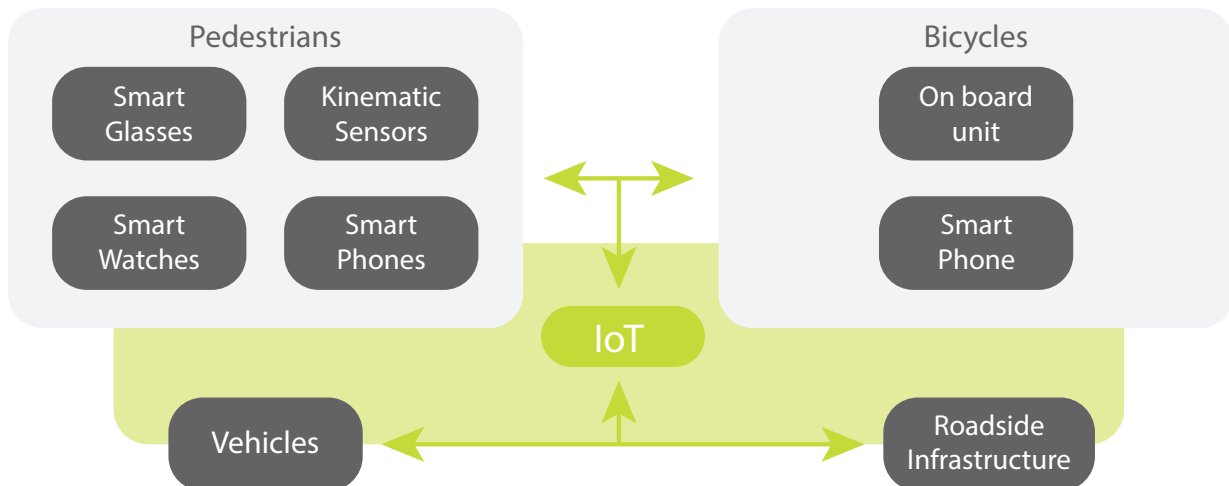 Pedestrians
Smart
Glasses
Kinematic
Sensors
Smart
Watches
Smart
Phones
Bicycles
On board
unit
Smart
Phone
IoT
Vehicles
Roadside
Infrastructure